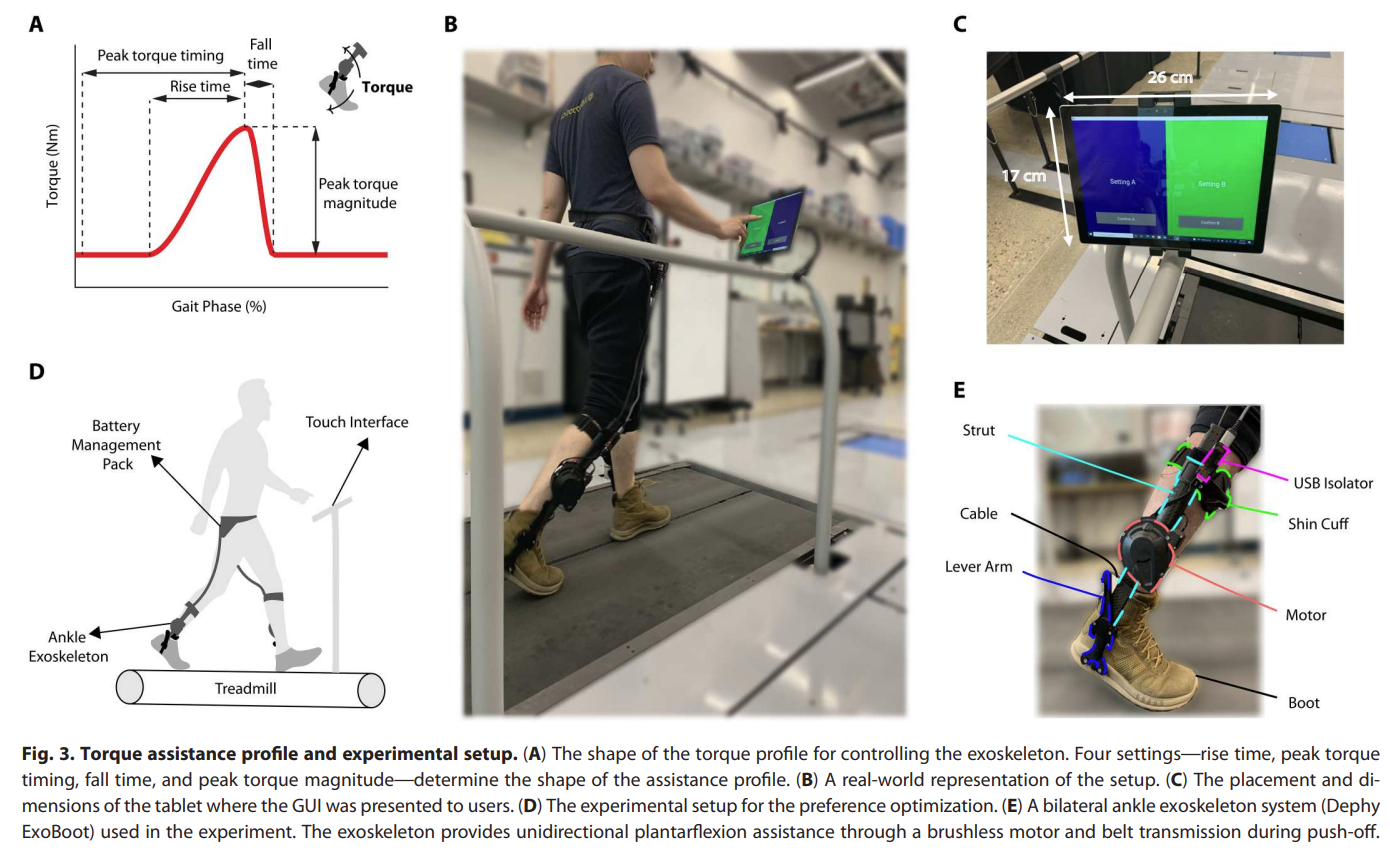 A
Peak torque timing
Fall
time
Rise time
Torque
Peak torque
magnitude
Torque (Nm)
Gait Phase (%)
B
C
26 cm
17 cm
Setting A
Setting B
Confirm A
Confirm B
D
Battery
Management
Pack
Touch Interface
Ankle
Exoskeleton
Treadmill
E
Strut
Cable
Lever Arm
USB Isolator
Shin Cuff
Motor
Boot
Fig. 3. Torque assistance profile and experimental setup. (A) The shape of the torque profile for controlling the exoskeleton. Four settings—rise time, peak torque
timing, fall time, and peak torque magnitude—determine the shape of the assistance profile. (B) A real-world representation of the setup. (C) The placement and di-
mensions of the tablet where the GUI was presented to users. (D) The experimental setup for the preference optimization. (E) A bilateral ankle exoskeleton system (Dephy
ExoBoot) used in the experiment. The exoskeleton provides unidirectional plantarflexion assistance through a brushless motor and belt transmission during push-off.